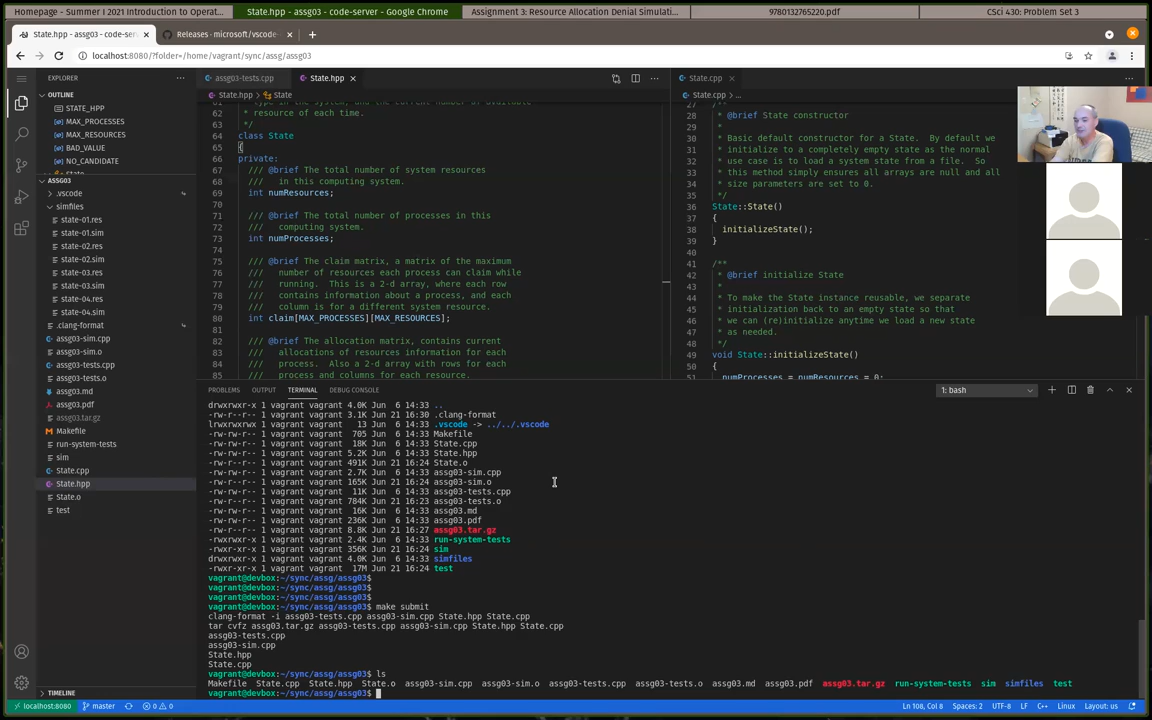 Homepage - Summer I 2021 Introduction to Operat...
State.hpp - assg03 - code-server - Google Chrome
Assignment 3: Resource Allocation Denial Simulati...
9780132765220.pdf
CSci 430: Problem Set 3
State.hpp - assg03 - code-serv
Releases · microsoft/vscode-
localhost:8080/?folder=/home/vagrant/sync/assg/assg03
EXPLORER
OUTLINE
STATE_HPP
MAX_PROCESSES
MAX_RESOURCES
BAD_VALUE
NO_CANDIDATE
ASSG03
.vscode
simfiles
state-01.res
state-01.sim
state-02.res
state-02.sim
state-03.res
state-03.sim
state-04.res
state-04.sim
.clang-format
assg03-sim.cpp
assg03-sim.o
assg03-tests.cpp
assg03-tests.o
assg03.md
assg03.pdf
assg03.tar.gz
Makefile
run-system-tests
sim
State.cpp
State.hpp
State.o
test
TIMELINE
assg03-tests.cpp
State.hpp
State.hpp > State
62 * resource of each time.
63 */
64 class State
65 {
66 private:
67 /// @brief The total number of system resources
68 /// in this computing system.
69 int numResources;
70
71 /// @brief The total number of processes in this
72 /// computing system.
73 int numProcesses;
74
75 /// @brief The claim matrix, a matrix of the maximum
76 /// number of resources each process can claim while
77 /// running. This is a 2-d array, where each row
78 /// contains information about a process, and each
79 /// column is for a different system resource.
80 int claim[MAX_PROCESSES][MAX_RESOURCES];
81
82 /// @brief The allocation matrix, contains current
83 /// allocations of resources information for each
84 /// process. Also a 2-d array with rows for each
85 /// process and columns for each resource.
State.cpp
State.cpp > ...
27 /**
28 * @brief State constructor
29 *
30 * Basic default constructor for a State. By default we
31 * initialize to a completely empty state as the normal
32 * use case is to load a system state from a file. So
33 * this method simply ensures all arrays are null and all
34 * size parameters are set to 0.
35 */
36 State::State()
37 {
38 initializeState();
39 }
40
41 /**
42 * @brief initialize State
43 *
44 * To make the State instance reusable, we separate
45 * initialization back to an empty state so that
46 * we can (re)initialize anytime we load a new state
47 * as needed.
48 */
49 void State::initializeState()
50 {
51 numProcesses = numResources = 0;
PROBLEMS OUTPUT TERMINAL DEBUG CONSOLE
1: bash
drwxrwxr-x 1 vagrant vagrant 4.0K Jun 6 14:33 ..
-rw-r--r-- 1 vagrant vagrant 3.1K Jun 21 16:30 .clang-format
lrwxrwxrwx 1 vagrant vagrant 13 Jun 6 14:33 .vscode -> ../../.vscode
-rw-rw-r-- 1 vagrant vagrant 705 Jun 6 14:33 Makefile
-rw-rw-r-- 1 vagrant vagrant 18K Jun 6 14:33 State.cpp
-rw-rw-r-- 1 vagrant vagrant 5.2K Jun 6 14:33 State.hpp
-rw-rw-r-- 1 vagrant vagrant 491K Jun 21 16:24 State.o
-rw-rw-r-- 1 vagrant vagrant 2.7K Jun 6 14:33 assg03-sim.cpp
-rw-rw-r-- 1 vagrant vagrant 165K Jun 21 16:24 assg03-sim.o
-rw-rw-r-- 1 vagrant vagrant 11K Jun 6 14:33 assg03-tests.cpp
-rw-rw-r-- 1 vagrant vagrant 784K Jun 21 16:23 assg03-tests.o
-rw-rw-r-- 1 vagrant vagrant 16K Jun 6 14:33 assg03.md
-rw-rw-r-- 1 vagrant vagrant 236K Jun 6 14:33 assg03.pdf
-rw-rw-r-- 1 vagrant vagrant 8.8K Jun 21 16:27 assg03.tar.gz
-rwxrwxr-x 1 vagrant vagrant 2.4K Jun 6 14:33 run-system-tests
-rwxrwxr-x 1 vagrant vagrant 356K Jun 21 16:24 sim
drwxrwxr-x 1 vagrant vagrant 4.0K Jun 6 14:33 simfiles
-rwxr-xr-x 1 vagrant vagrant 17M Jun 21 16:24 test
vagrant@devbox:~/sync/assg/assg03$
vagrant@devbox:~/sync/assg/assg03$
vagrant@devbox:~/sync/assg/assg03$
vagrant@devbox:~/sync/assg/assg03$ make submit
clang-format -i assg03-tests.cpp assg03-sim.cpp State.hpp State.cpp
tar cvfz assg03.tar.gz assg03-tests.cpp assg03-sim.cpp State.hpp State.cpp
assg03-tests.cpp
assg03-sim.cpp
State.hpp
State.cpp
vagrant@devbox:~/sync/assg/assg03$ ls
Makefile State.cpp State.hpp State.o assg03-sim.cpp assg03-sim.o assg03-tests.cpp assg03-tests.o assg03.md assg03.pdf assg03.tar.gz run-system-tests sim simfiles test
vagrant@devbox:~/sync/assg/assg03$
localhost:8080
master
0 0
Ln 108, Col 8
Spaces: 2
UTF-8
LF
C++
Linux
Layout: us